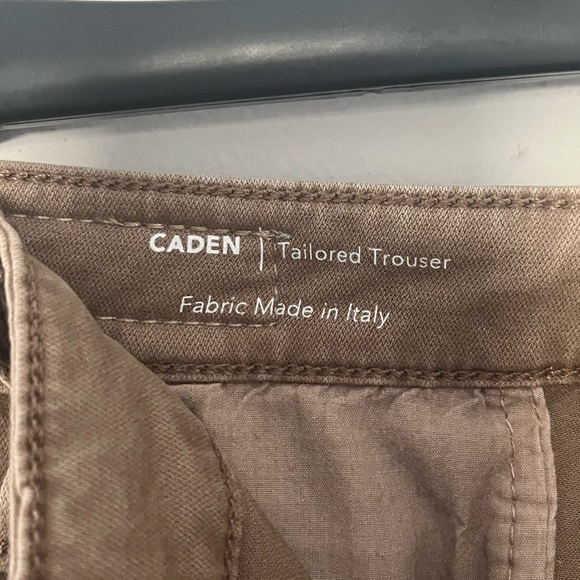 CADEN | Tailored Trouser
Fabric Made in Italy